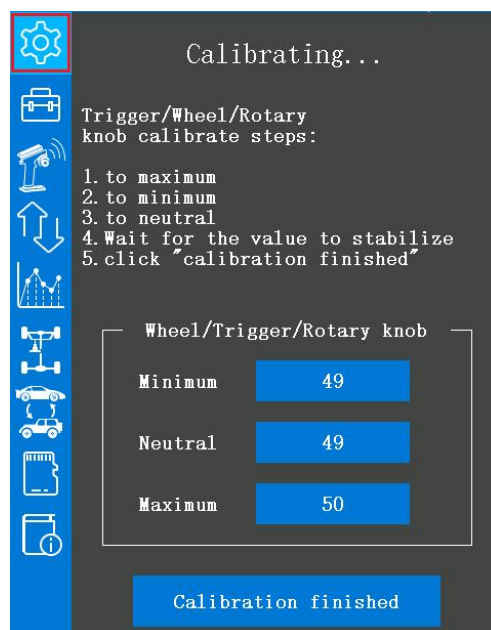 Calibrating...
Trigger/Wheel/Rotary
knob calibrate steps:
1. to maximum
2. to minimum
3. to neutral
4. Wait for the value to stabilize
5. click "calibration finished"
Wheel/Trigger/Rotary knob
Minimum 49
Neutral 49
Maximum 50
Calibration finished